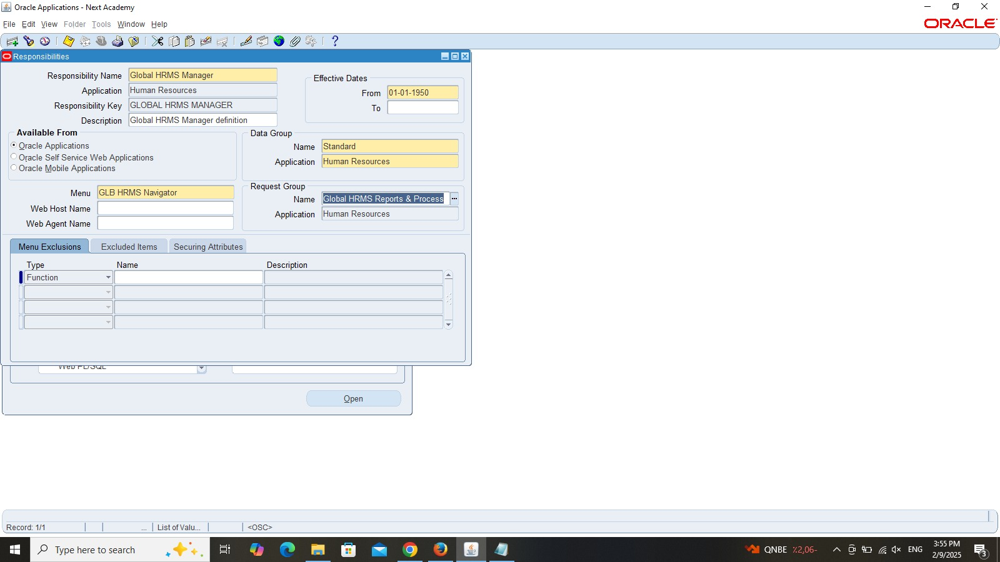 Oracle Applications - Next Academy
File Edit View Folder Tools Window Help
ORACLE
Responsibilities
Responsibility Name Global HRMS Manager
Application Human Resources
Responsibility Key GLOBAL HRMS MANAGER
Description Global HRMS Manager definition
Effective Dates
From 01-01-1950
To
Available From
Oracle Applications
Oracle Self Service Web Applications
Oracle Mobile Applications
Data Group
Name Standard
Application Human Resources
Menu GLB HRMS Navigator
Web Host Name
Web Agent Name
Request Group
Name Global HRMS Reports & Process
Application Human Resources
Menu Exclusions Excluded Items Securing Attributes
Type Name Description
Function
Web PL/SQL
Open
Record: 1/1 ... List of Valu... <OSC>
Type here to search
QNBE ٪2,06-
ENG
3:55 PM
2/9/2025
3